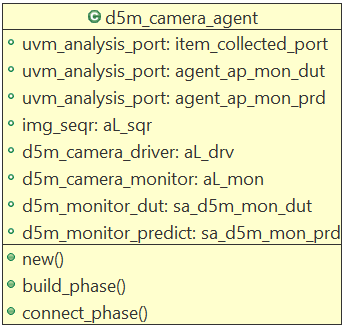 C d5m_camera_agent
uvm_analysis_port: item_collected_port
uvm_analysis_port: agent_ap_mon_dut
uvm_analysis_port: agent_ap_mon_prd
img_seqr: aL_sqr
d5m_camera_driver: aL_drv
d5m_camera_monitor: aL_mon
d5m_monitor_dut: sa_d5m_mon_dut
d5m_monitor_predict: sa_d5m_mon_prd
new()
build_phase()
connect_phase()